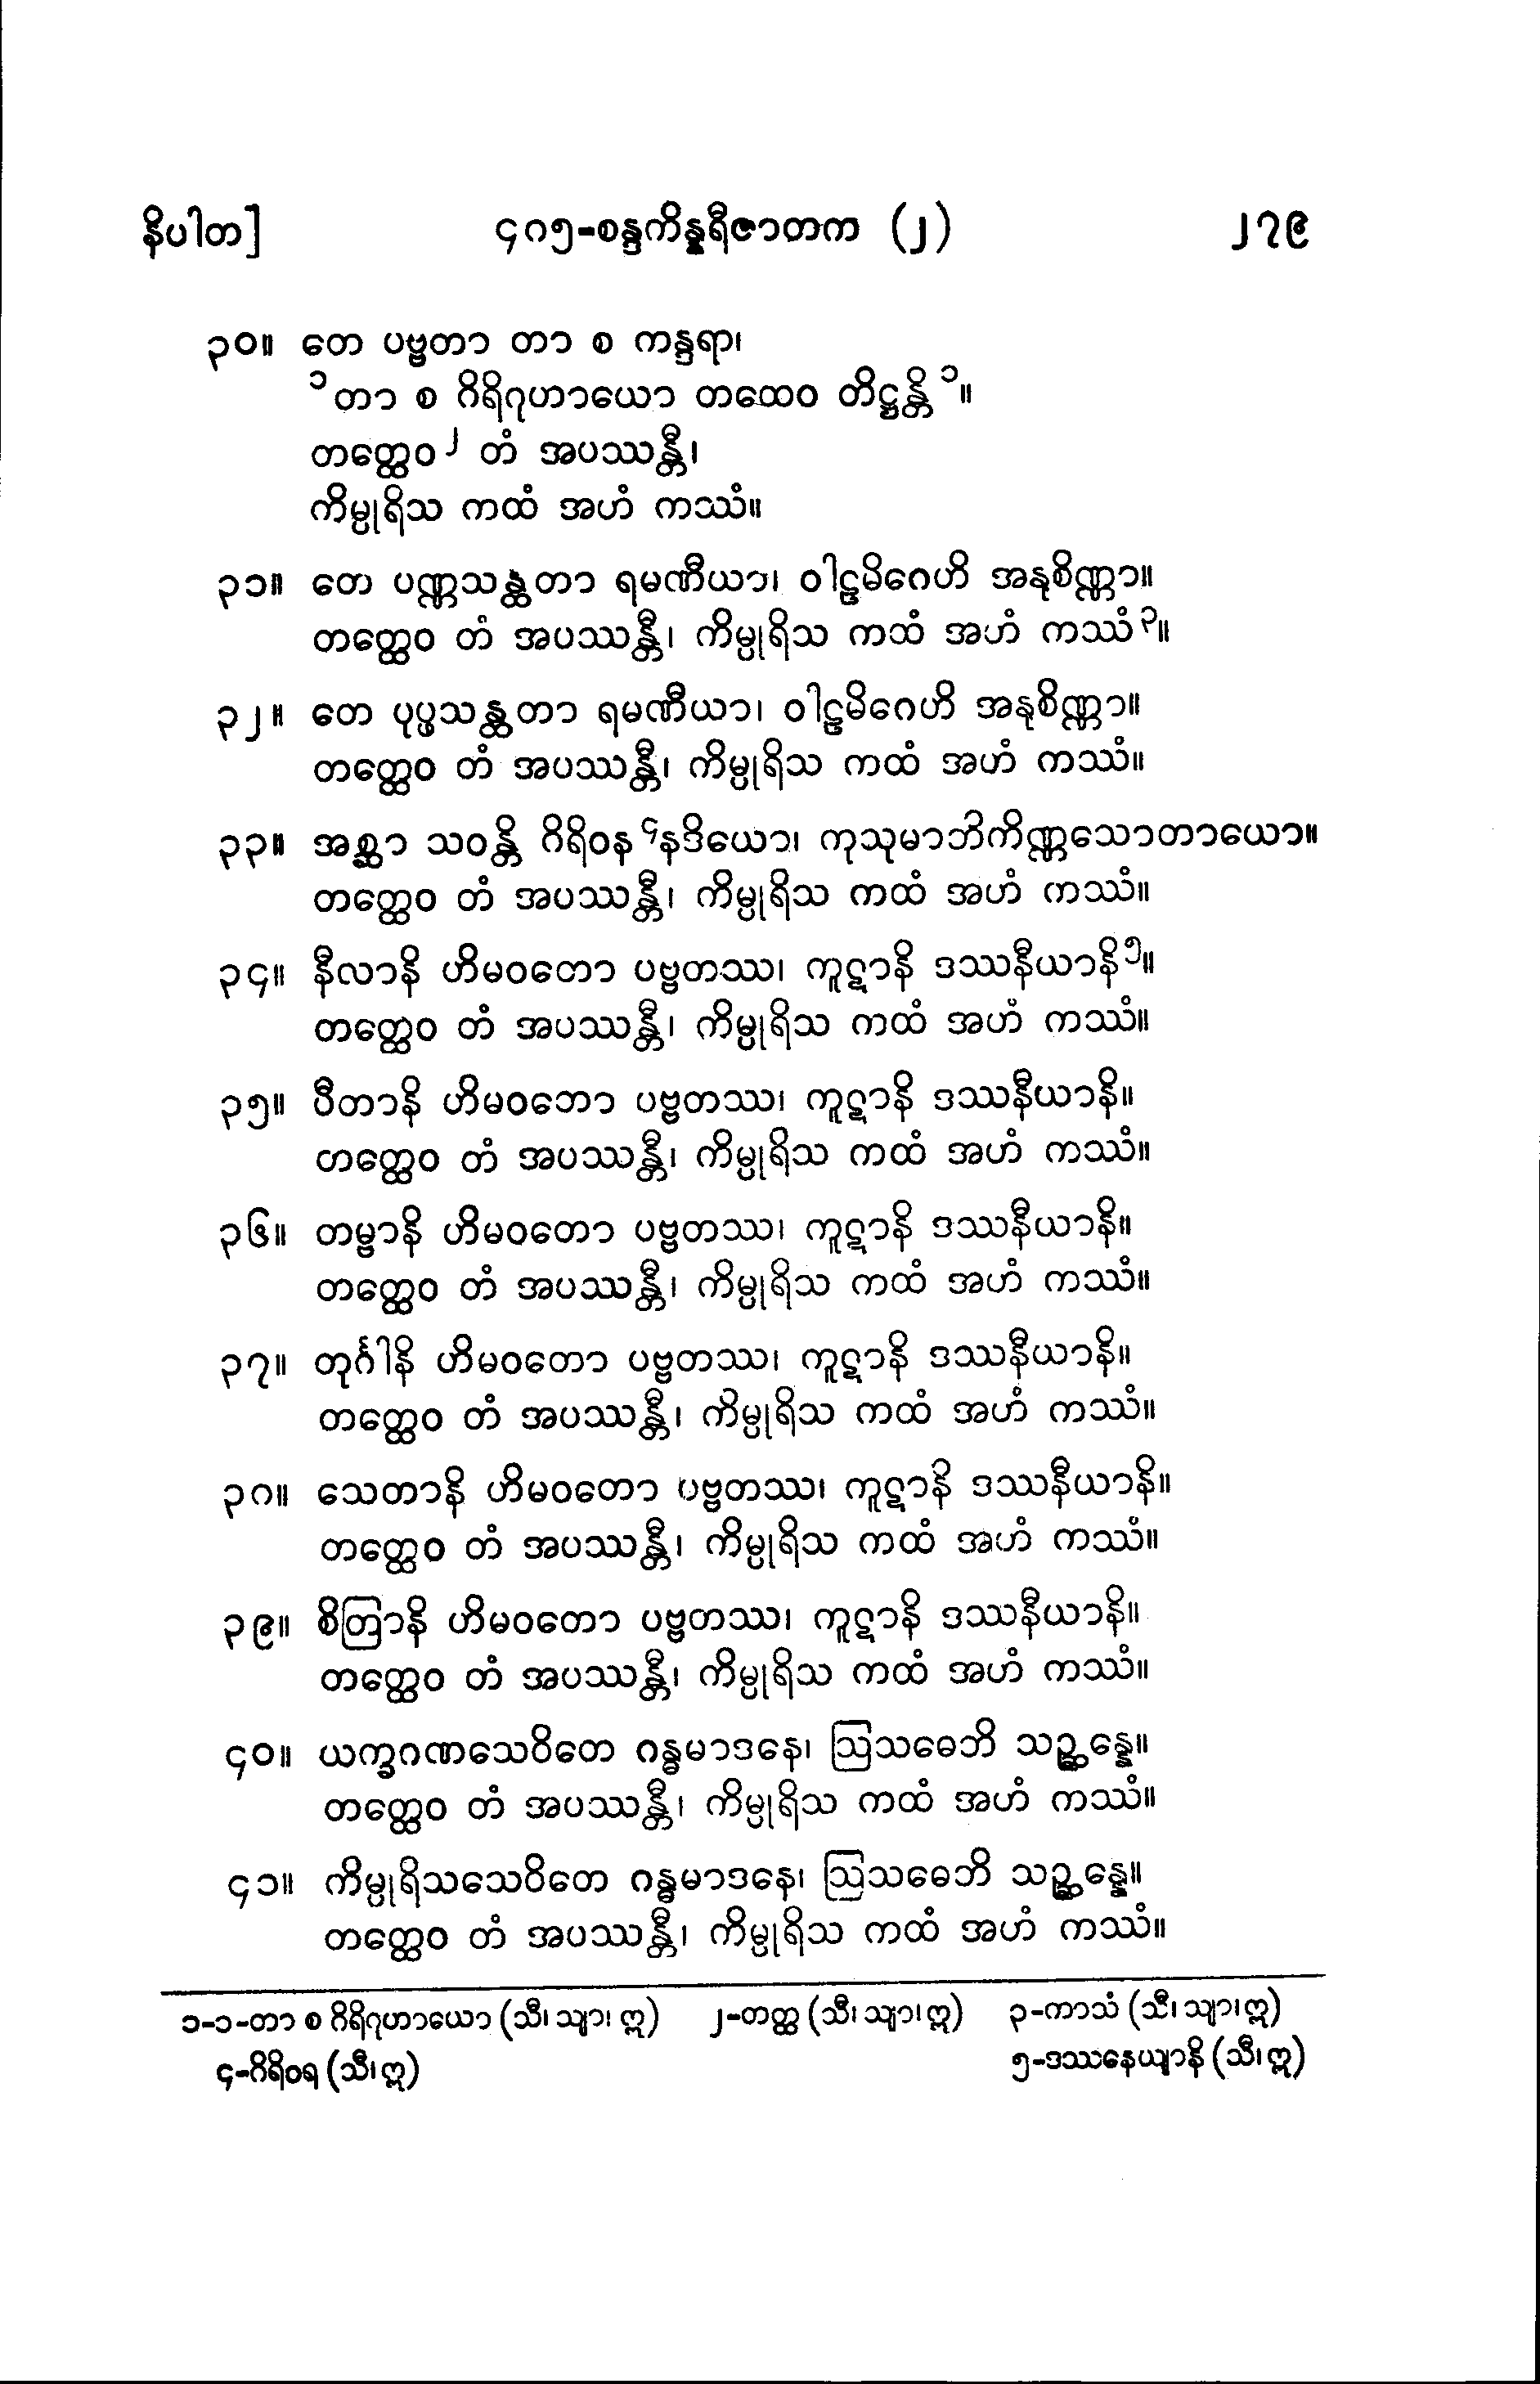 နိပါတ] ၄၈၅-စန္ဒကိန္နရီဇာတက (၂) ၂၇၉
၃၀။ တေ ပဗ္ဗတာ တာ စ ကန္ဒရာ၊
၁တာ စ ဂိရိဂုဟာယော တထေဝ တိဋ္ဌန္တိ၁။
တတ္ထေဝ၂ တံ အပဿန္တီ၊
ကိမ္ပုရိသ ကထံ အဟံ ကဿံ။
၃၁။ တေ ပဏ္ဏသန္ထတာ ရမဏီယာ၊ ဝါဠမိဂေဟိ အနုစိဏ္ဏာ။
တတ္ထေဝ တံ အပဿန္တီ၊ ကိမ္ပုရိသ ကထံ အဟံ ကဿံ၃။
၃၂။ တေ ပုပ္ဖသန္ထတာ ရမဏီယာ၊ ဝါဠမိဂေဟိ အနုစိဏ္ဏာ။
တတ္ထေဝ တံ အပဿန္တီ၊ ကိမ္ပုရိသ ကထံ အဟံ ကဿံ။
၃၃။ အစ္ဆာ သဝန္တိ ဂိရိဝန၄နဒိယော၊ ကုသုမာဘိကိဏ္ဏသောတာယော။
တတ္ထေဝ တံ အပဿန္တီ၊ ကိမ္ပုရိသ ကထံ အဟံ ကဿံ။
၃၄။ နီလာနိ ဟိမဝတော ပဗ္ဗတဿ၊ ကူဋာနိ ဒဿနီယာနိ၅။
တတ္ထေဝ တံ အပဿန္တီ၊ ကိမ္ပုရိသ ကထံ အဟံ ကဿံ။
၃၅။ ပီတာနိ ဟိမဝတော ပဗ္ဗတဿ၊ ကူဋာနိ ဒဿနီယာနိ။
တတ္ထေဝ တံ အပဿန္တီ၊ ကိမ္ပုရိသ ကထံ အဟံ ကဿံ။
၃၆။ တမ္ဗာနိ ဟိမဝတော ပဗ္ဗတဿ၊ ကူဋာနိ ဒဿနီယာနိ။
တတ္ထေဝ တံ အပဿန္တီ၊ ကိမ္ပုရိသ ကထံ အဟံ ကဿံ။
၃၇။ တုင်္ဂါနိ ဟိမဝတော ပဗ္ဗတဿ၊ ကူဋာနိ ဒဿနီယာနိ။
တတ္ထေဝ တံ အပဿန္တီ၊ ကိမ္ပုရိသ ကထံ အဟံ ကဿံ။
၃၈။ သေတာနိ ဟိမဝတော ပဗ္ဗတဿ၊ ကူဋာနိ ဒဿနီယာနိ။
တတ္ထေဝ တံ အပဿန္တီ၊ ကိမ္ပုရိသ ကထံ အဟံ ကဿံ။
၃၉။ စိတြာနိ ဟိမဝတော ပဗ္ဗတဿ၊ ကူဋာနိ ဒဿနီယာနိ။
တတ္ထေဝ တံ အပဿန္တီ၊ ကိမ္ပုရိသ ကထံ အဟံ ကဿံ။
၄၀။ ယက္ခဂဏသေဝိတေ ဂန္ဓမာဒနေ၊ ဩသဓေဘိ သဉ္ဆန္နေ။
တတ္ထေဝ တံ အပဿန္တီ၊ ကိမ္ပုရိသ ကထံ အဟံ ကဿံ။
၄၁။ ကိမ္ပုရိသသေဝိတေ ဂန္ဓမာဒနေ၊ ဩသဓေဘိ သဉ္ဆန္နေ။
တတ္ထေဝ တံ အပဿန္တီ၊ ကိမ္ပုရိသ ကထံ အဟံ ကဿံ။
၁-၁-တာ စ ဂိရိဂုဟာယော (သီ၊ သျာ၊ ဣ) ၂-တတ္ထ (သီ၊ သျာ၊ ဣ) ၃-ကာသံ (သီ၊ သျာ၊ ဣ)
၄-ဂိရိဝရ (သီ၊ ဣ) ၅-ဒဿနေယျာနိ (သီ၊ ဣ)